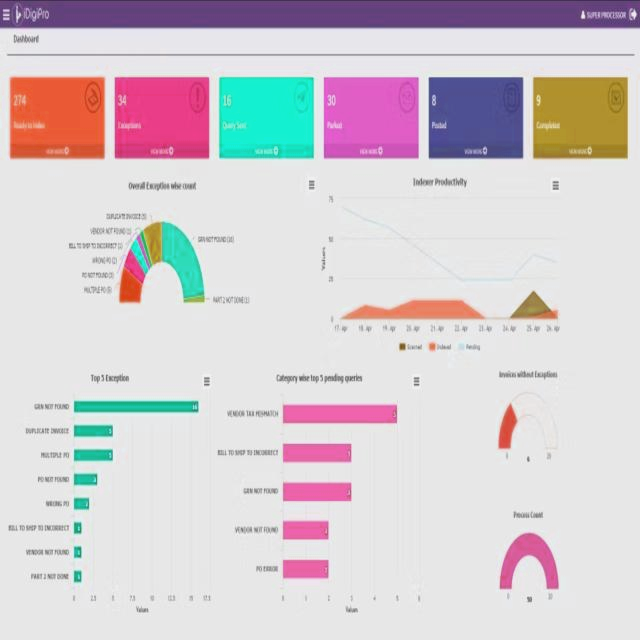 iDigiPro
SUPER PROCESSOR
Dashboard
274
Ready to Index
VIEW MORE
34
Exceptions
VIEW MORE
16
Query Sent
VIEW MORE
30
Parked
VIEW MORE
8
Posted
VIEW MORE
9
Completed
VIEW MORE
Overall Exception wise count
DUPLICATE INVOICE (5)
VENDOR NOT FOUND (1)
BILL TO SHIP TO INCORRECT (1)
WRONG PO (2)
PO NOT FOUND (3)
MULTIPLE PO (5)
GRN NOT FOUND (16)
PART 2 NOT DONE (1)
Indexer Productivity
Values
75
50
0
17. Apr 18. Apr 19. Apr 20. Apr 21. Apr 22. Apr 23. Apr 24. Apr 25. Apr 26. Apr
Scanned Indexed Pending
Top 5 Exception
GRN NOT FOUND 16
DUPLICATE INVOICE 5
MULTIPLE PO 5
PO NOT FOUND 3
WRONG PO 2
BILL TO SHIP TO INCORRECT 1
VENDOR NOT FOUND 1
PART 2 NOT DONE 1
0 2.5 5 7.5 10 12.5 15 17.5
Values
Category wise top 5 pending queries
VENDOR TAX MISMATCH 5
BILL TO SHIP TO INCORRECT 3
GRN NOT FOUND 3
VENDOR NOT FOUND 2
PO ERROR 2
0 1 2 3 4 5 6
Values
Invoices without Exceptions
0 6 20
Process Count
0 50